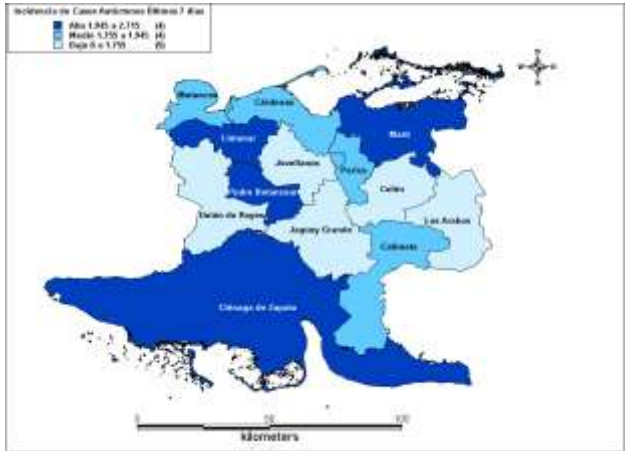 Incidencia de Casos Autóctonos Últimos 7 días
Alto 1.945 a 2.715 (4)
Medio 1.755 a 1.945 (4)
Bajo 0 a 1.755 (5)
Matanzas
Cárdenas
Martí
Limonar
Jovellanos
Perico
Colón
Pedro Betancourt
Unión de Reyes
Jagüey Grande
Los Arabos
Calimete
Ciénaga de Zapata
0 50 100
kilometers